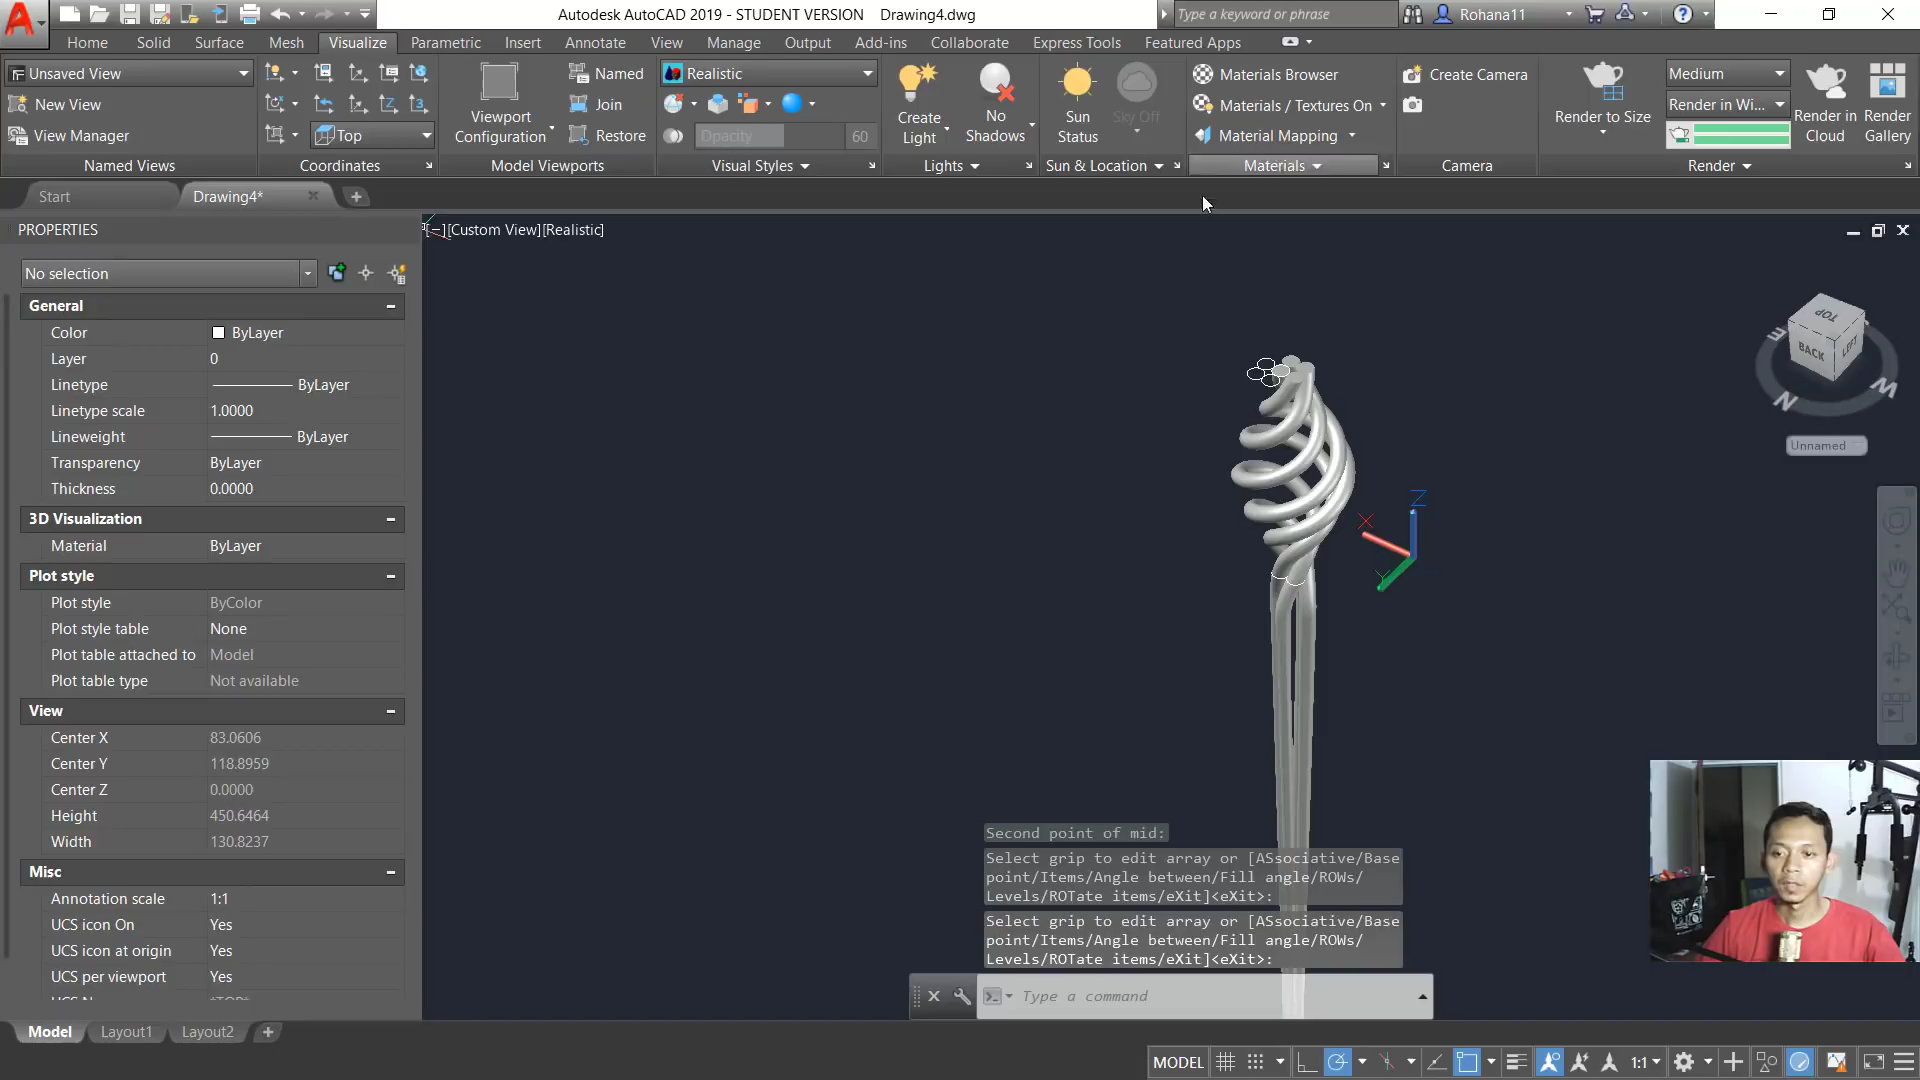 Autodesk AutoCAD 2019 - STUDENT VERSION Drawing4.dwg
Type a keyword or phrase
Rohana11
Home Solid Surface Mesh Visualize Parametric Insert Annotate View Manage Output Add-ins Collaborate Express Tools Featured Apps
Unsaved View
New View
View Manager
Named Views
Top
Coordinates
Viewport
Configuration
Named
Join
Restore
Model Viewports
Realistic
Opacity 60
Visual Styles
Create
Light
No
Shadows
Lights
Sun
Status
Sky Off
Sun & Location
Materials Browser
Materials / Textures On
Material Mapping
Materials
Create Camera
Camera
Render to Size
Medium
Render in Wi...
Render in
Cloud
Render
Gallery
Render
Start
Drawing4*
PROPERTIES
[−][Custom View][Realistic]
No selection
General
Color ByLayer
Layer 0
Linetype ByLayer
Linetype scale 1.0000
Lineweight ByLayer
Transparency ByLayer
Thickness 0.0000
3D Visualization
Material ByLayer
Plot style
Plot style ByColor
Plot style table None
Plot table attached to Model
Plot table type Not available
View
Center X 83.0606
Center Y 118.8959
Center Z 0.0000
Height 450.6464
Width 130.8237
Misc
Annotation scale 1:1
UCS icon On Yes
UCS icon at origin Yes
UCS per viewport Yes
TOP
BACK
LEFT
E
N
W
Unnamed
Z
X
Y
Second point of mid:
Select grip to edit array or [ASsociative/Base
point/Items/Angle between/Fill angle/ROWs/
Levels/ROTate items/eXit]<eXit>:
Select grip to edit array or [ASsociative/Base
point/Items/Angle between/Fill angle/ROWs/
Levels/ROTate items/eXit]<eXit>:
Type a command
Model Layout1 Layout2
MODEL
1:1